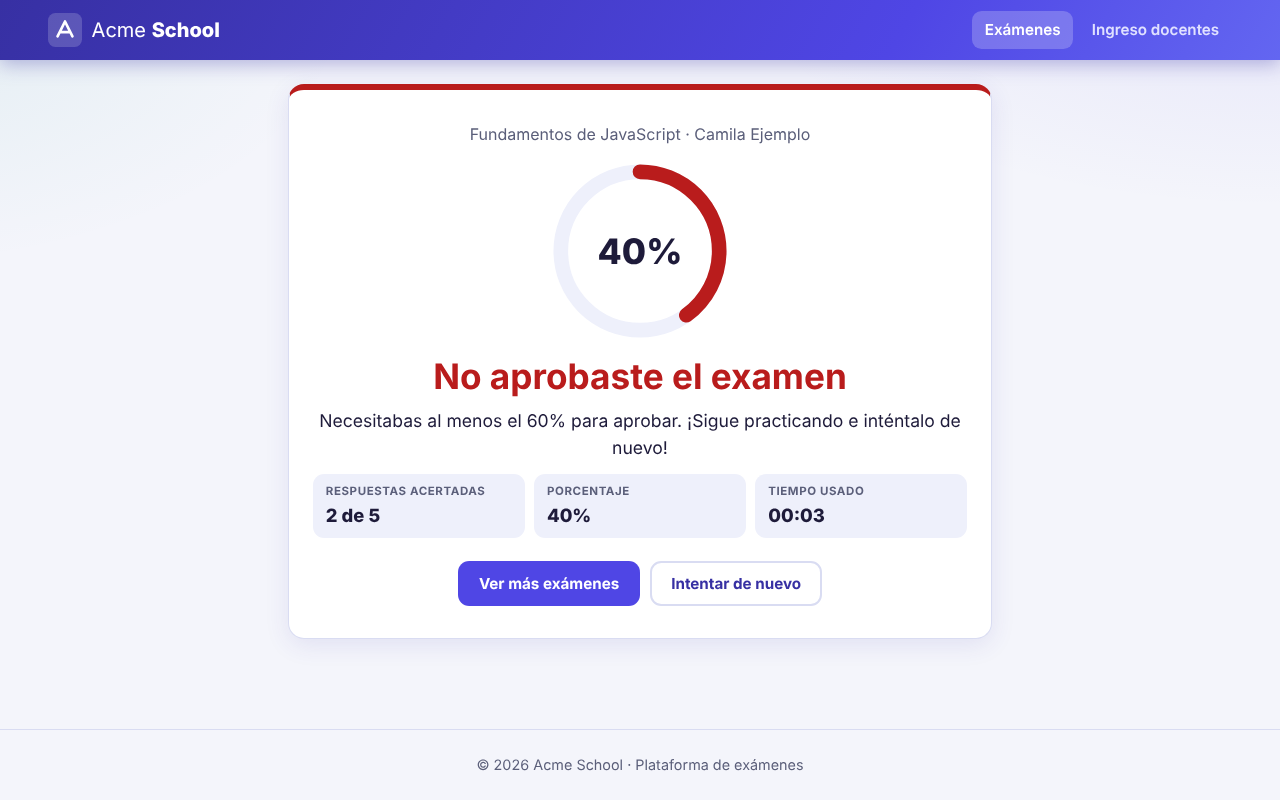 Acme School
Exámenes
Ingreso docentes
Fundamentos de JavaScript · Camila Ejemplo
40%
No aprobaste el examen
Necesitabas al menos el 60% para aprobar. ¡Sigue practicando e inténtalo de
nuevo!
RESPUESTAS ACERTADAS
2 de 5
PORCENTAJE
40%
TIEMPO USADO
00:03
Ver más exámenes
Intentar de nuevo
© 2026 Acme School · Plataforma de exámenes